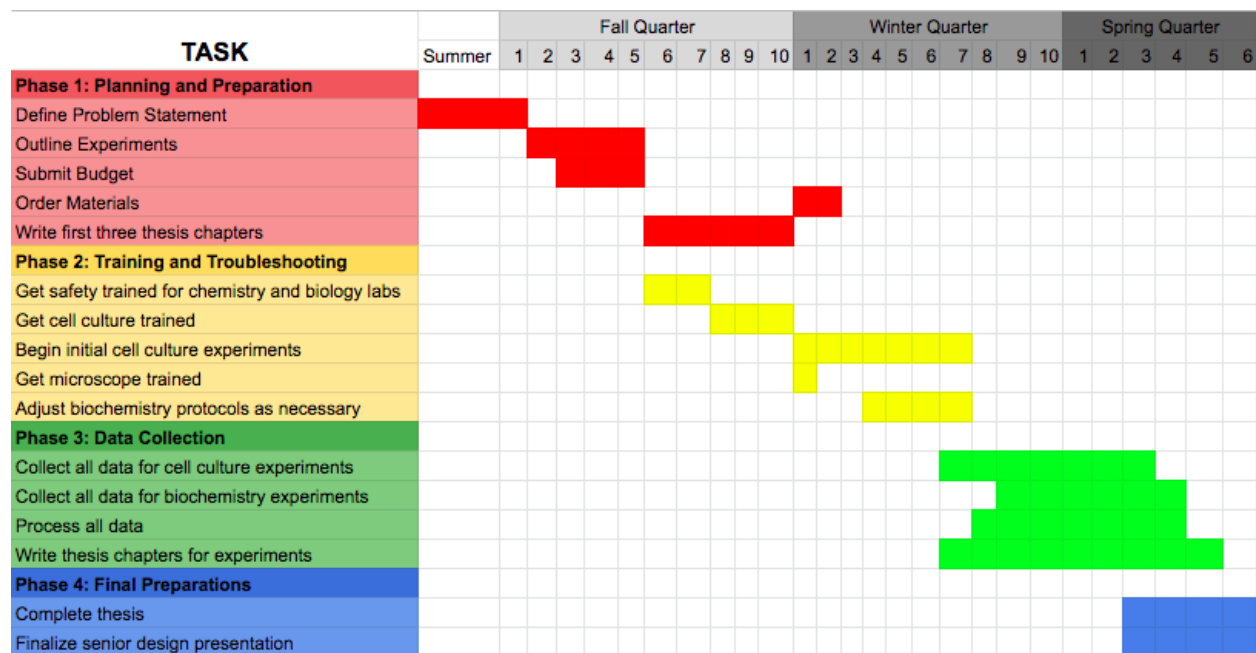 Fall Quarter Winter Quarter Spring Quarter
TASK Summer 1 2 3 4 5 6 7 8 9 10 1 2 3 4 5 6 7 8 9 10 1 2 3 4 5 6
Phase 1: Planning and Preparation
Define Problem Statement
Outline Experiments
Submit Budget
Order Materials
Write first three thesis chapters
Phase 2: Training and Troubleshooting
Get safety trained for chemistry and biology labs
Get cell culture trained
Begin initial cell culture experiments
Get microscope trained
Adjust biochemistry protocols as necessary
Phase 3: Data Collection
Collect all data for cell culture experiments
Collect all data for biochemistry experiments
Process all data
Write thesis chapters for experiments
Phase 4: Final Preparations
Complete thesis
Finalize senior design presentation